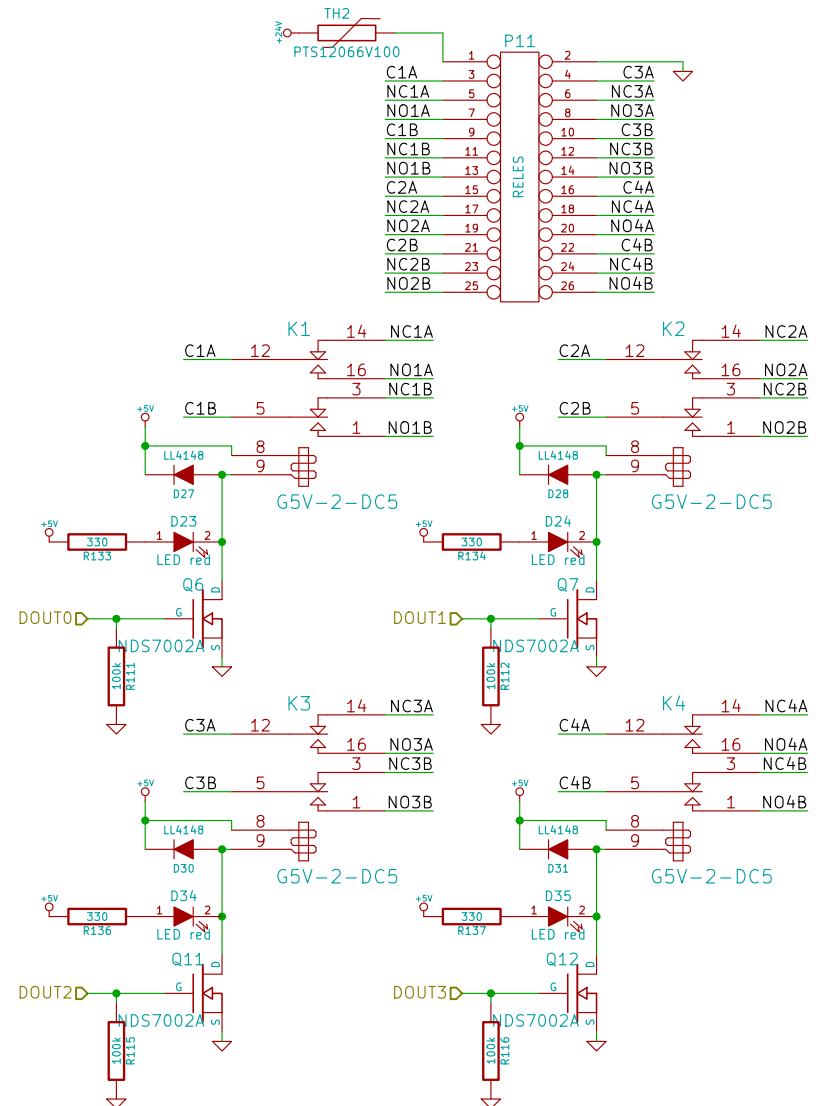 TH2
+24V
PTS12066V100
P11
RELES
1 2
C1A 3 4 C3A
NC1A 5 6 NC3A
NO1A 7 8 NO3A
C1B 9 10 C3B
NC1B 11 12 NC3B
NO1B 13 14 NO3B
C2A 15 16 C4A
NC2A 17 18 NC4A
NO2A 19 20 NO4A
C2B 21 22 C4B
NC2B 23 24 NC4B
NO2B 25 26 NO4B
K1
14 NC1A
C1A 12
16 NO1A
3 NC1B
C1B 5
1 NO1B
+5V
8
LL4148
9
D27
G5V-2-DC5
+5V
D23
330 1 2
R133
LED red
Q6
D
DOUT0 G
NDS7002A
S
100k
R111
K2
14 NC2A
C2A 12
16 NO2A
3 NC2B
C2B 5
1 NO2B
+5V
8
LL4148
9
D28
G5V-2-DC5
+5V
D24
330 1 2
R134
LED red
Q7
D
DOUT1 G
NDS7002A
S
100k
R112
K3
14 NC3A
C3A 12
16 NO3A
3 NC3B
C3B 5
1 NO3B
+5V
8
LL4148
9
D30
G5V-2-DC5
+5V
D34
330 1 2
R136
LED red
Q11
D
DOUT2 G
NDS7002A
S
100k
R115
K4
14 NC4A
C4A 12
16 NO4A
3 NC4B
C4B 5
1 NO4B
+5V
8
LL4148
9
D31
G5V-2-DC5
+5V
D35
330 1 2
R137
LED red
Q12
D
DOUT3 G
NDS7002A
S
100k
R116